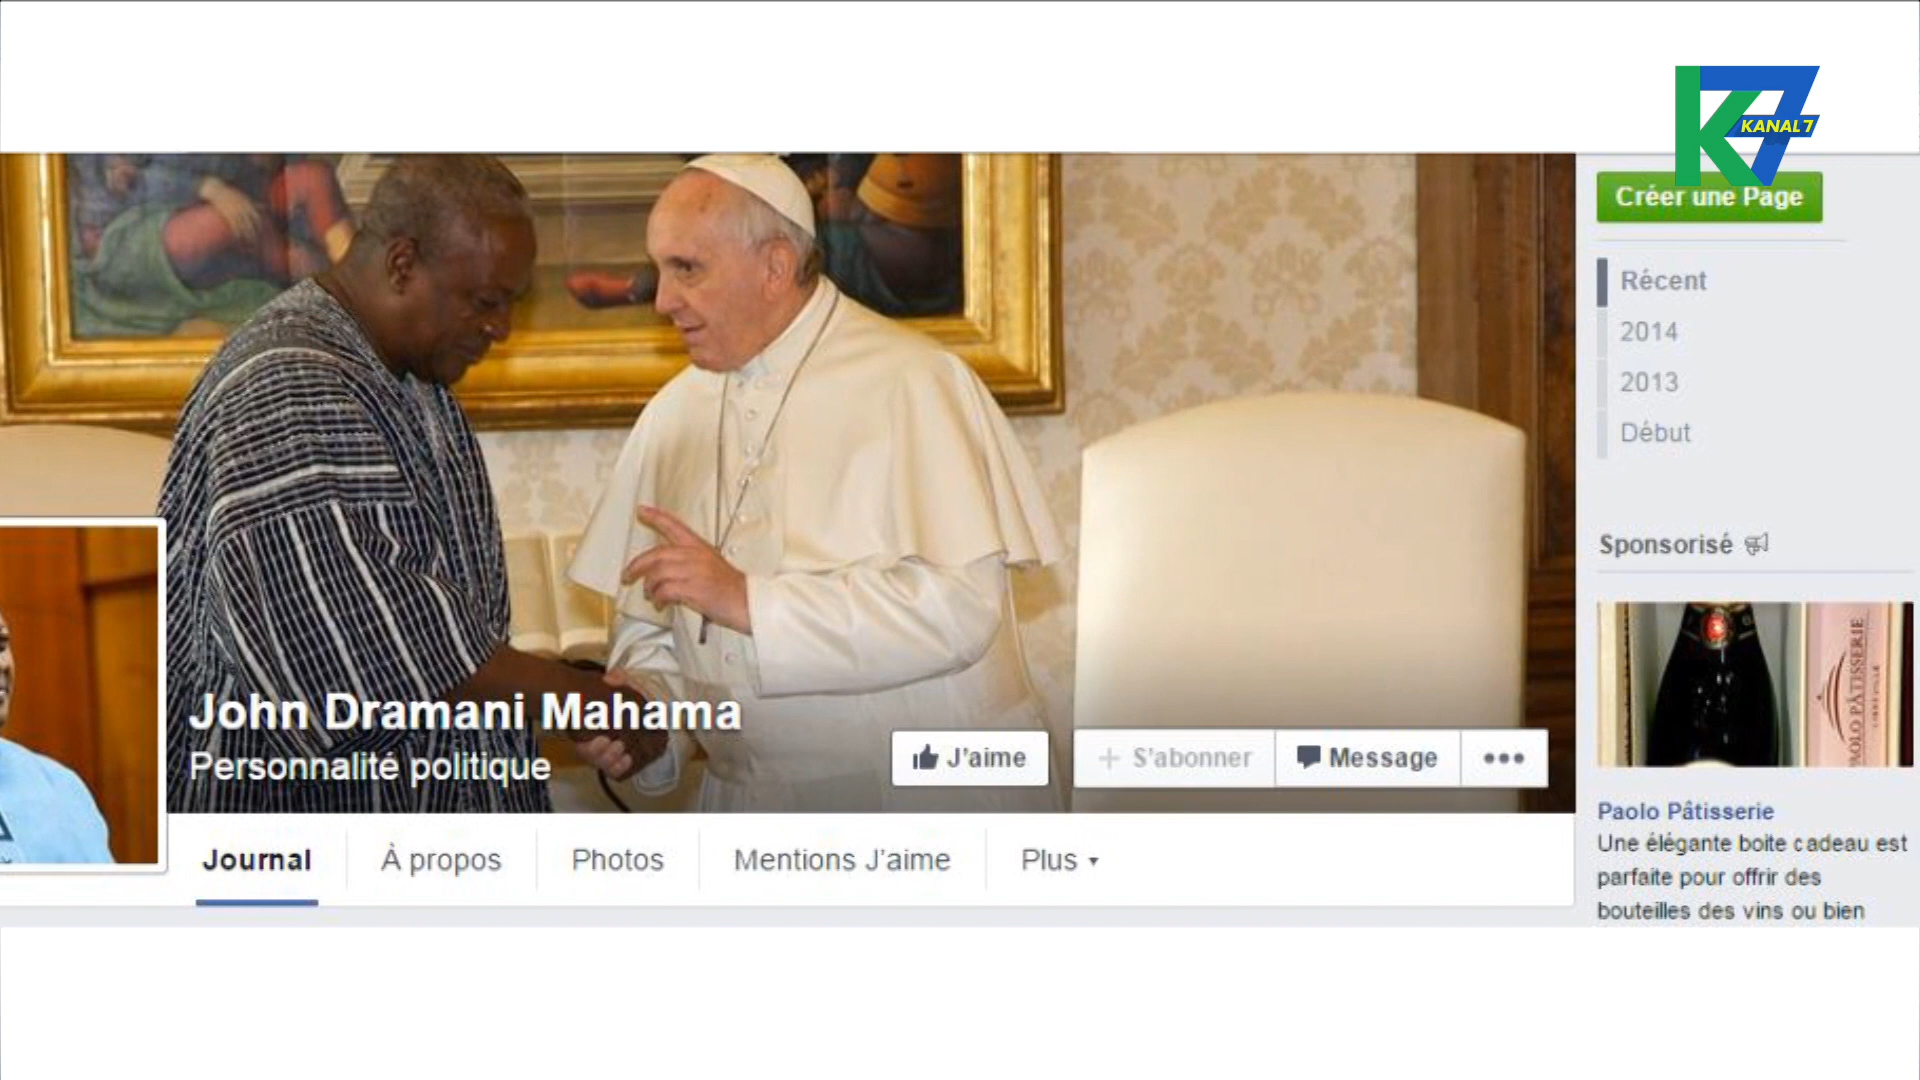 KANAL 7
Créer une Page
Récent
2014
2013
Début
Sponsorisé
John Dramani Mahama
Personnalité politique
J'aime
+ S'abonner
Message
Journal
À propos
Photos
Mentions J'aime
Plus
PAOLO PÂTISSERIE
Paolo Pâtisserie
Une élégante boite cadeau est
parfaite pour offrir des
bouteilles des vins ou bien